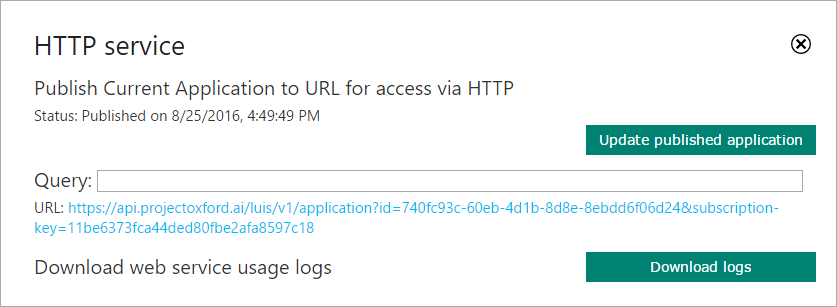 HTTP service
Publish Current Application to URL for access via HTTP
Status: Published on 8/25/2016, 4:49:49 PM
Update published application
Query:
URL: https://api.projectoxford.ai/luis/v1/application?id=740fc93c-60eb-4d1b-8d8e-8ebdd6f06d24&subscription-
key=11be6373fca44ded80fbe2afa8597c18
Download web service usage logs
Download logs